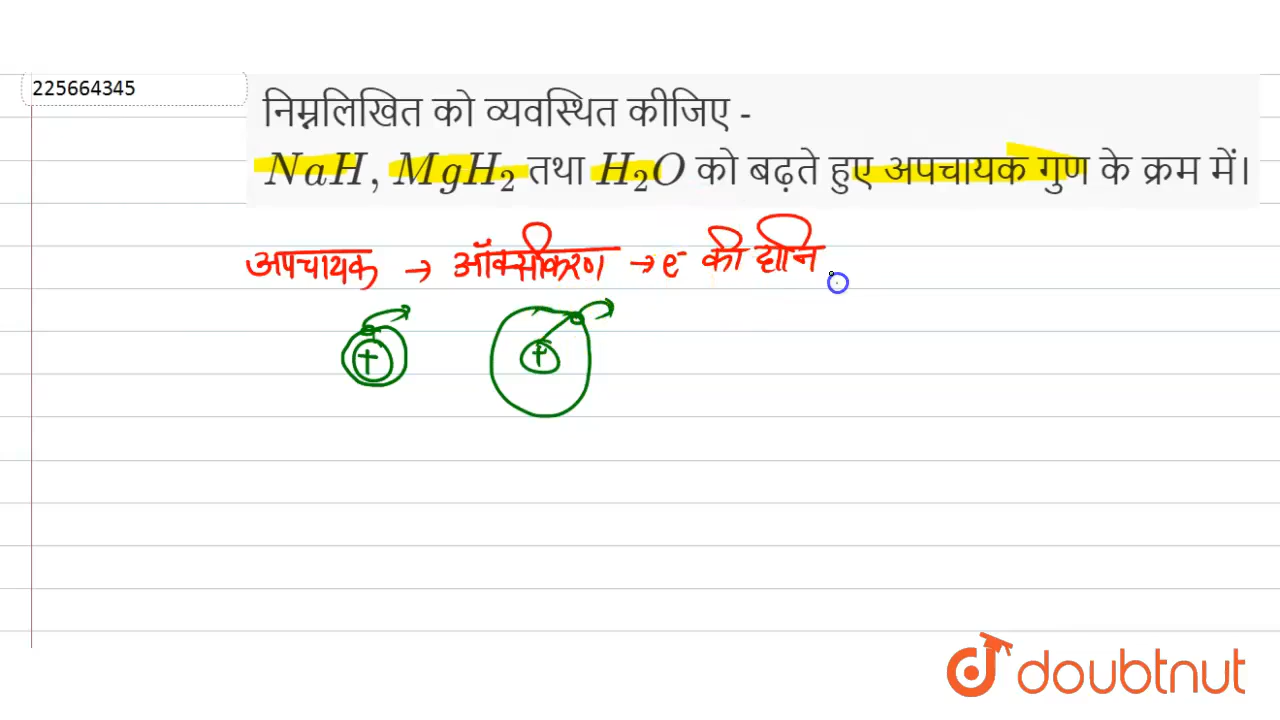 225664345
निम्नलिखित को व्यवस्थित कीजिए -
NaH, MgH₂ तथा H₂O को बढ़ते हुए अपचायक गुण के क्रम में।
अपचायक → ऑक्सीकरण → e⁻ की हानि
+ +
doubtnut